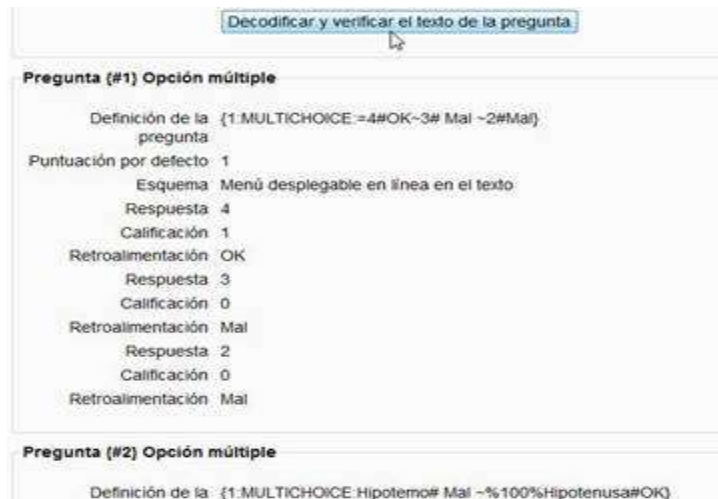 Decodificar y verificar el texto de la pregunta
Pregunta (#1) Opción múltiple
Definición de la {1:MULTICHOICE:=4#OK~3# Mal ~2#Mal}
pregunta
Puntuación por defecto 1
Esquema Menú desplegable en línea en el texto
Respuesta 4
Calificación 1
Retroalimentación OK
Respuesta 3
Calificación 0
Retroalimentación Mal
Respuesta 2
Calificación 0
Retroalimentación Mal
Pregunta (#2) Opción múltiple
Definición de la {1:MULTICHOICE:Hipotemo# Mal ~%100%Hipotenusa#OK}